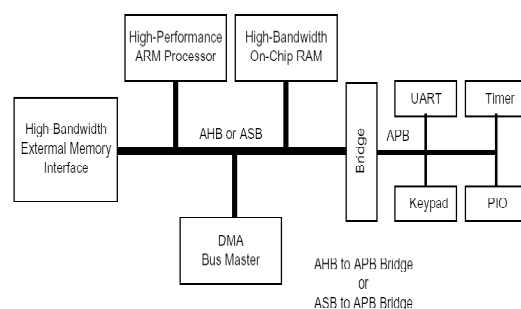 High-Performance
ARM Processor
High-Bandwidth
On-Chip RAM
High-Bandwidth
External Memory
Interface
AHB or ASB
Bridge
APB
UART
Timer
Keypad
PIO
DMA
Bus Master
AHB to APB Bridge
or
ASB to APB Bridge